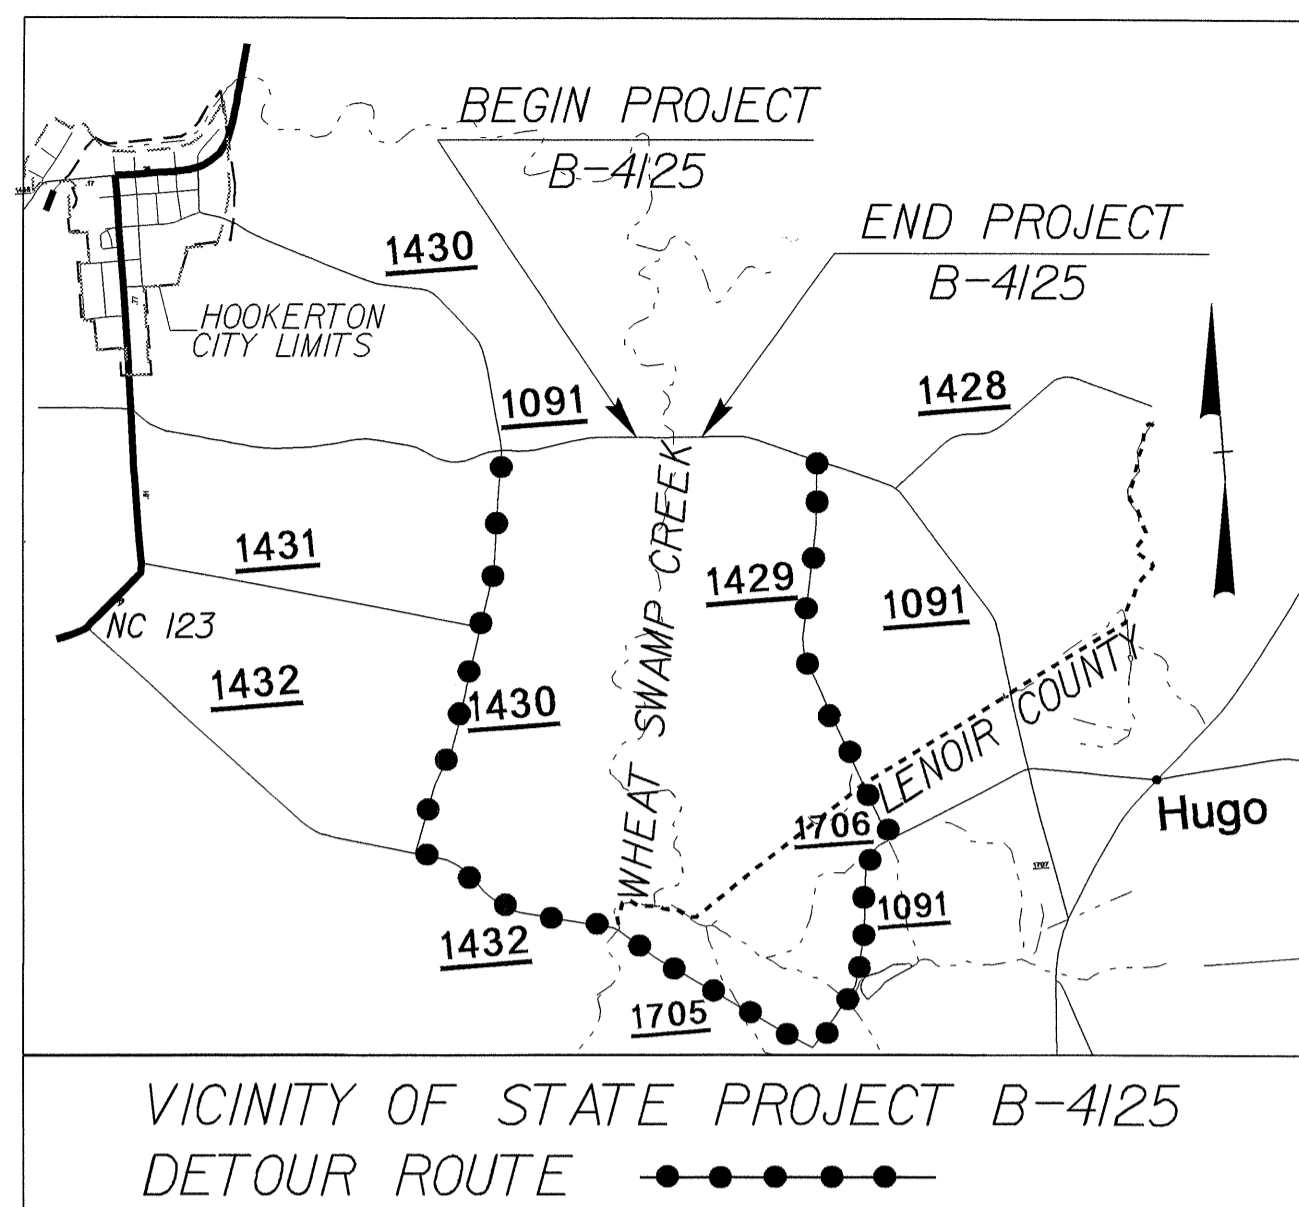 BEGIN PROJECT
B-4125
END PROJECT
B-4125
1430
HOOKERTON
CITY LIMITS
1091
1428
1431
1429
1091
NC 123
1432
1430
WHEAT SWAMP CREEK
LENOIR COUNTY
1706
Hugo
1707
1091
1432
1705
VICINITY OF STATE PROJECT B-4125
DETOUR ROUTE